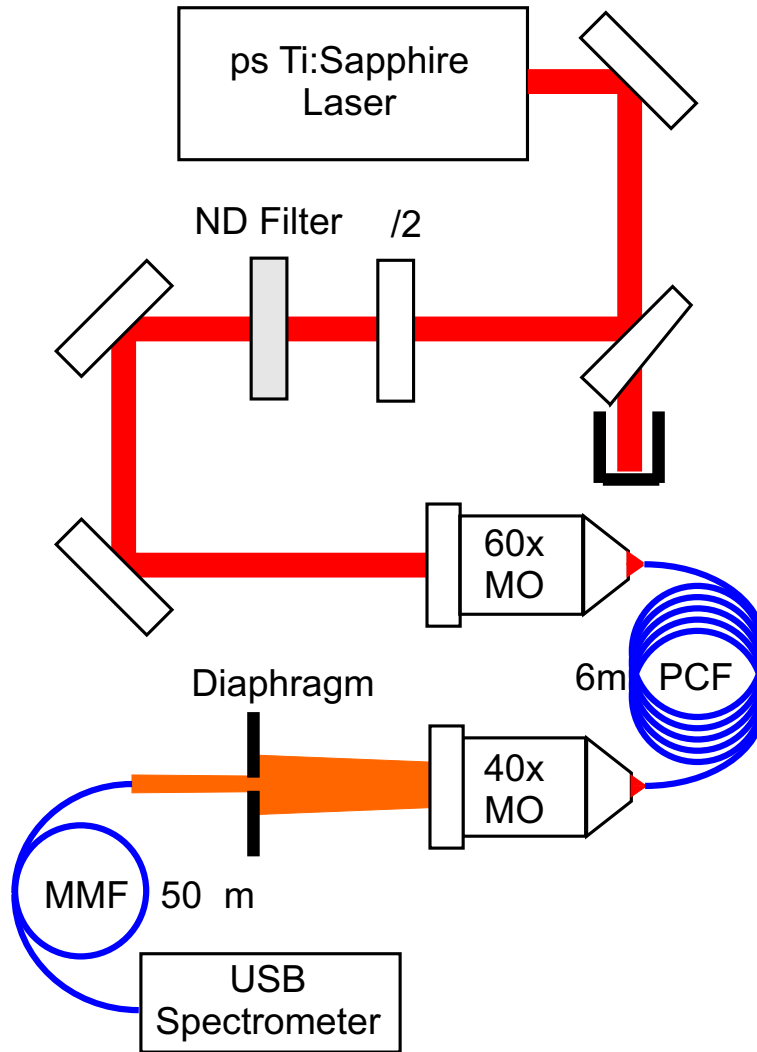 ps Ti:Sapphire
Laser
ND Filter
/2
60x
MO
6m
PCF
Diaphragm
40x
MO
MMF
50 m
USB
Spectrometer